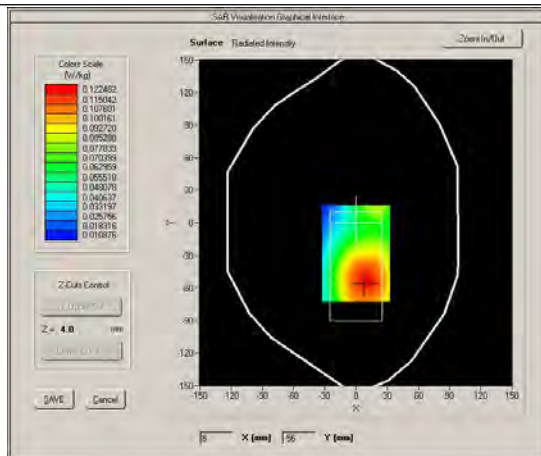 SAR Visualisation Graphical Interface
Surface Radiated Intensity
Zoom In/Out
Colors Scale
(W/kg)
0.122482
0.115042
0.107601
0.100161
0.092720
0.085280
0.077839
0.070399
0.062959
0.055518
0.048078
0.040637
0.033197
0.025756
0.018316
0.010876
150
120
90
60
30
0
-30
-60
-90
-120
-150
Y
-150 -120 -90 -60 -30 0 30 60 90 120 150
X
Z-Cuts Control
Z = 4.0 mm
SAVE Cancel
8 X (mm) -56 Y (mm)